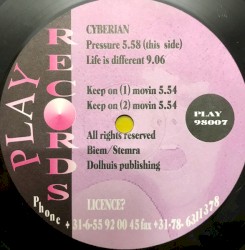 PLAY
RECORDS
CYBERIAN
Pressure 5.58 (this side)
Life is different 9.06
Keep on (1) movin 5.54
Keep on (2) movin 5.54
PLAY
98007
All rights reserved
Biem/Stemra
Dolhuis publishing
LICENCE?
Phone +31-6-55 92 00 45 fax +31-78- 6311378